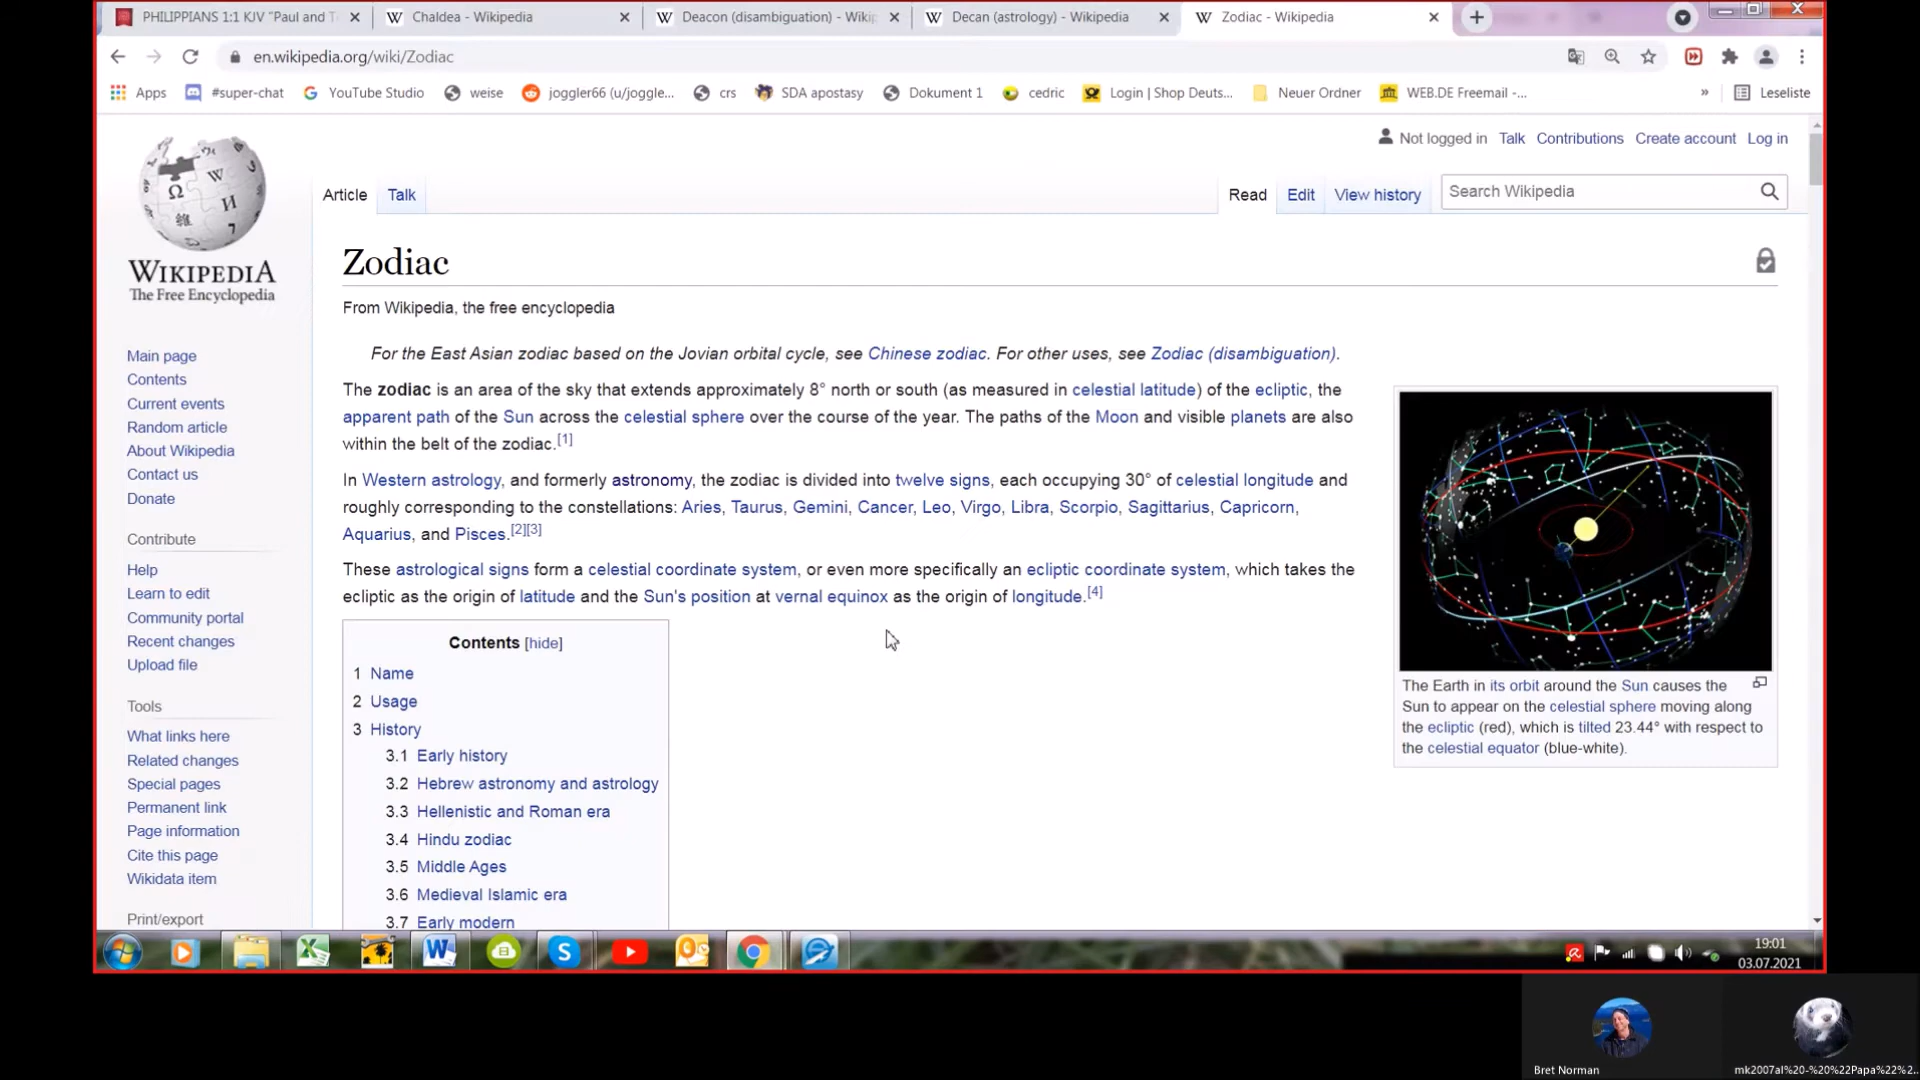 PHILIPPIANS 1:1 KJV "Paul and T
Chaldea - Wikipedia
Deacon (disambiguation) - Wikip
Decan (astrology) - Wikipedia
Zodiac - Wikipedia
en.wikipedia.org/wiki/Zodiac
Apps #super-chat YouTube Studio weise joggler66 (u/joggle... crs SDA apostasy Dokument 1 cedric Login | Shop Deuts... Neuer Ordner WEB.DE Freemail -... » Leseliste
Not logged in Talk Contributions Create account Log in
Article Talk Read Edit View history Search Wikipedia
WIKIPEDIA
The Free Encyclopedia
Main page
Contents
Current events
Random article
About Wikipedia
Contact us
Donate
Contribute
Help
Learn to edit
Community portal
Recent changes
Upload file
Tools
What links here
Related changes
Special pages
Permanent link
Page information
Cite this page
Wikidata item
Print/export
Zodiac
From Wikipedia, the free encyclopedia
For the East Asian zodiac based on the Jovian orbital cycle, see Chinese zodiac. For other uses, see Zodiac (disambiguation).
The zodiac is an area of the sky that extends approximately 8° north or south (as measured in celestial latitude) of the ecliptic, the
apparent path of the Sun across the celestial sphere over the course of the year. The paths of the Moon and visible planets are also
within the belt of the zodiac.[1]
In Western astrology, and formerly astronomy, the zodiac is divided into twelve signs, each occupying 30° of celestial longitude and
roughly corresponding to the constellations: Aries, Taurus, Gemini, Cancer, Leo, Virgo, Libra, Scorpio, Sagittarius, Capricorn,
Aquarius, and Pisces.[2][3]
These astrological signs form a celestial coordinate system, or even more specifically an ecliptic coordinate system, which takes the
ecliptic as the origin of latitude and the Sun's position at vernal equinox as the origin of longitude.[4]
Contents [hide]
1 Name
2 Usage
3 History
3.1 Early history
3.2 Hebrew astronomy and astrology
3.3 Hellenistic and Roman era
3.4 Hindu zodiac
3.5 Middle Ages
3.6 Medieval Islamic era
3.7 Early modern
The Earth in its orbit around the Sun causes the
Sun to appear on the celestial sphere moving along
the ecliptic (red), which is tilted 23.44° with respect to
the celestial equator (blue-white).
19:01
03.07.2021
Bret Norman
mk2007al%20-%20%22Papa%22%2...